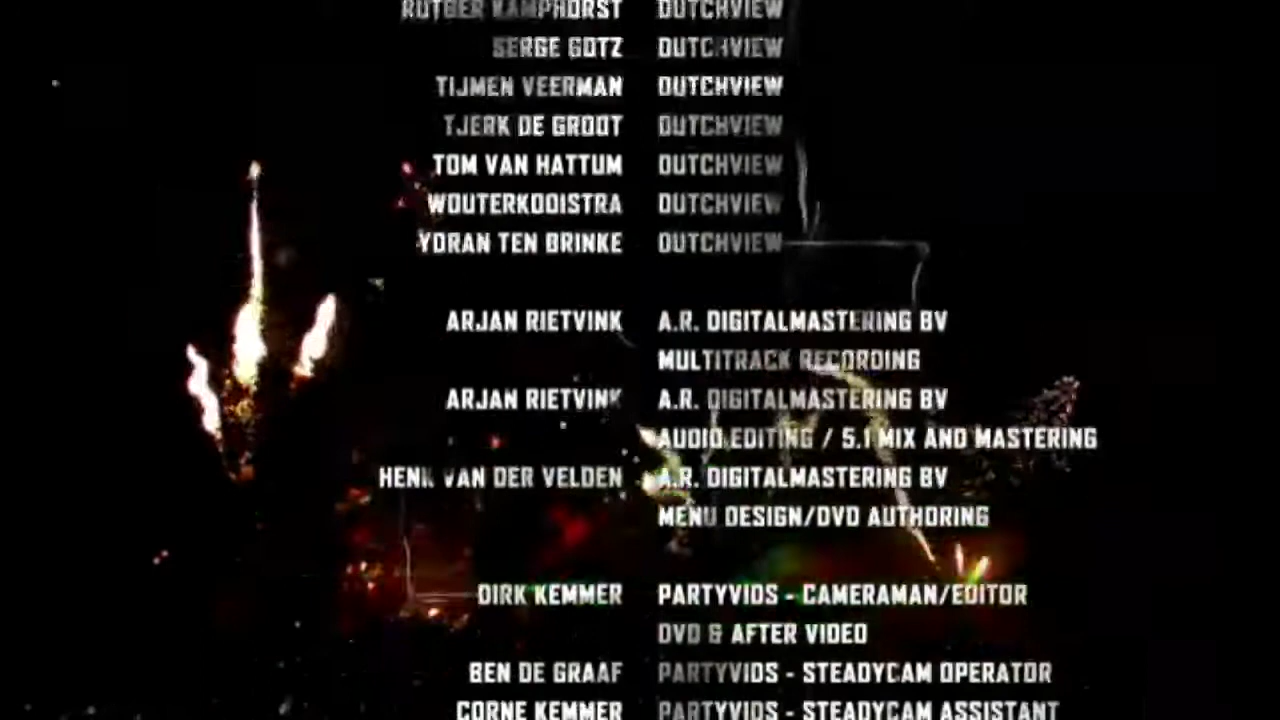 RUTGER KAMPHORST DUTCHVIEW
SERGE GOTZ DUTCHVIEW
TIJMEN VEERMAN DUTCHVIEW
TJERK DE GROOT DUTCHVIEW
TOM VAN HATTUM DUTCHVIEW
WOUTERKOOISTRA DUTCHVIEW
YORAN TEN BRINKE DUTCHVIEW
ARJAN RIETVINK A.R. DIGITALMASTERING BV
MULTITRACK RECORDING
ARJAN RIETVINK A.R. DIGITALMASTERING BV
AUDIO EDITING / 5.1 MIX AND MASTERING
HENK VAN DER VELDEN A.R. DIGITALMASTERING BV
MENU DESIGN/DVD AUTHORING
DIRK KEMMER PARTYVIDS - CAMERAMAN/EDITOR
DVD & AFTER VIDEO
BEN DE GRAAF PARTYVIDS - STEADYCAM OPERATOR
CORNE KEMMER PARTYVIDS - STEADYCAM ASSISTANT